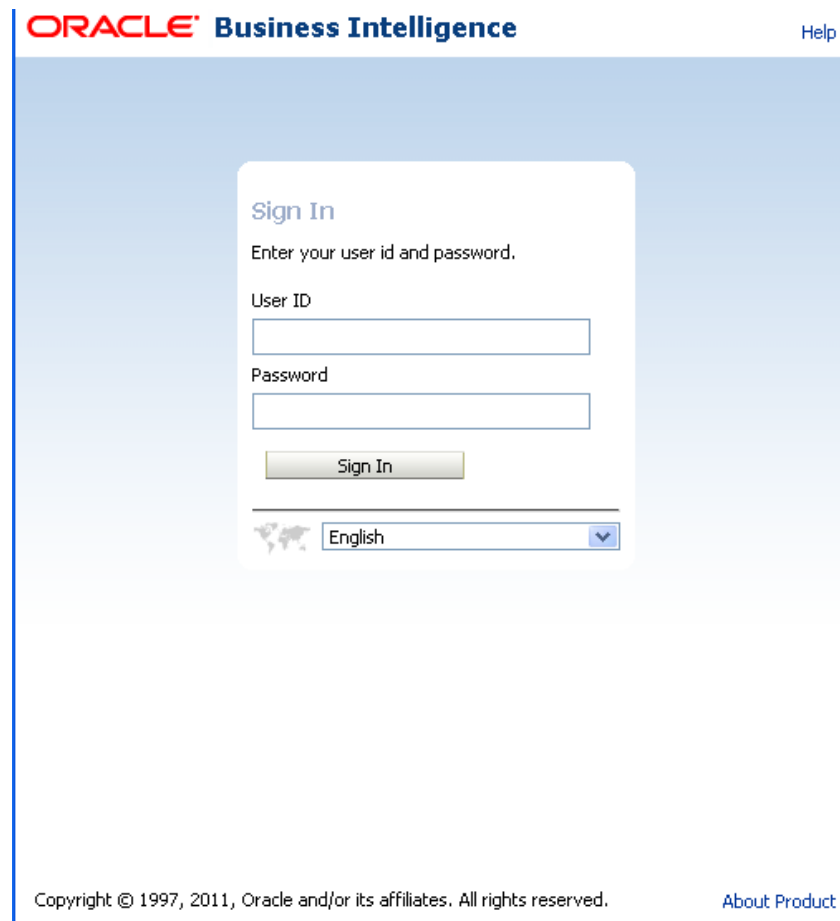 ORACLE Business Intelligence
Help
Sign In
Enter your user id and password.
User ID
Password
Sign In
English
Copyright © 1997, 2011, Oracle and/or its affiliates. All rights reserved.
About Product